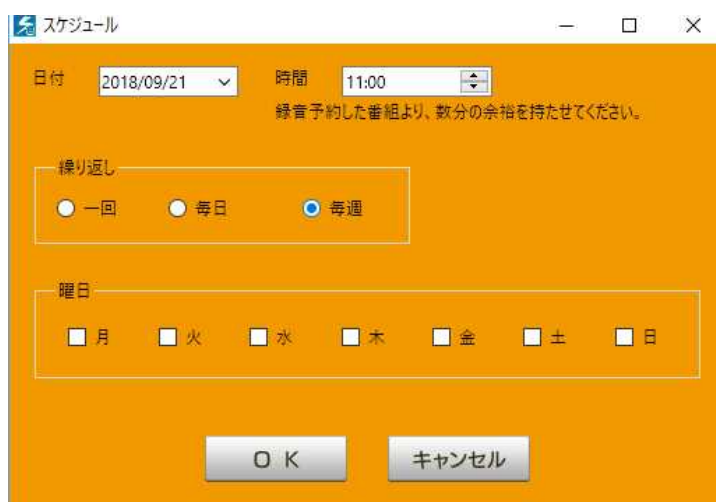 スケジュール
日付 2018/09/21 時間 11:00
録音予約した番組より、数分の余裕を持たせてください。
繰り返し
一回 毎日 毎週
曜日
月 火 水 木 金 土 日
OK キャンセル